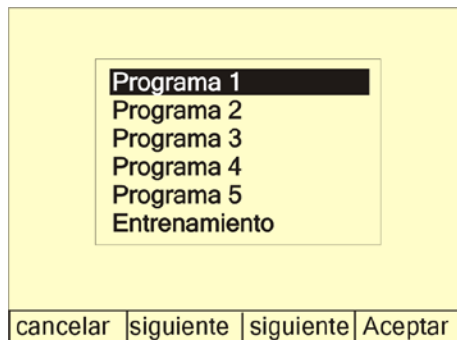 Programa 1
Programa 2
Programa 3
Programa 4
Programa 5
Entrenamiento
cancelar siguiente siguiente Aceptar